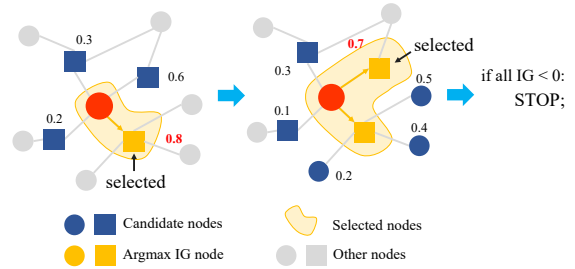 0.3
0.6
0.2
0.8
selected
0.7
selected
0.3
0.5
0.1
0.4
0.2
if all IG < 0:
STOP;
Candidate nodes
Selected nodes
Argmax IG node
Other nodes